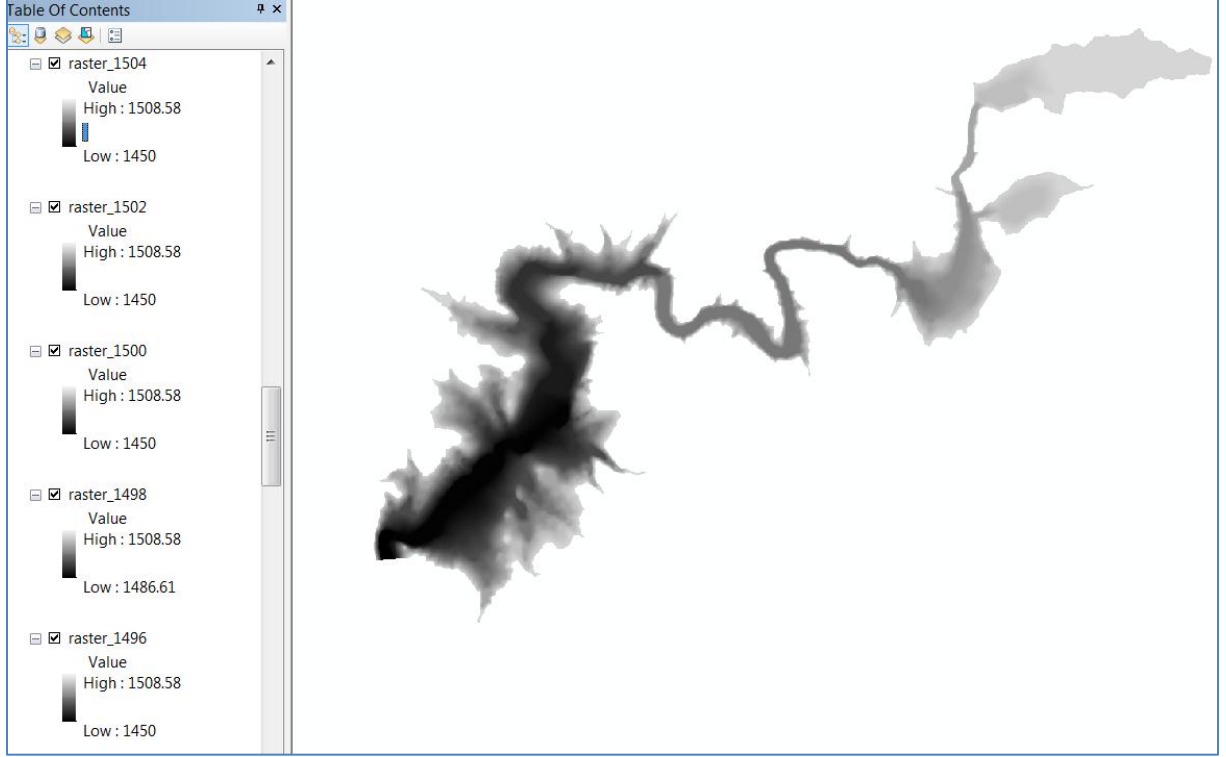 Table Of Contents
raster_1504
Value
High : 1508.58
Low : 1450
raster_1502
Value
High : 1508.58
Low : 1450
raster_1500
Value
High : 1508.58
Low : 1450
raster_1498
Value
High : 1508.58
Low : 1486.61
raster_1496
Value
High : 1508.58
Low : 1450